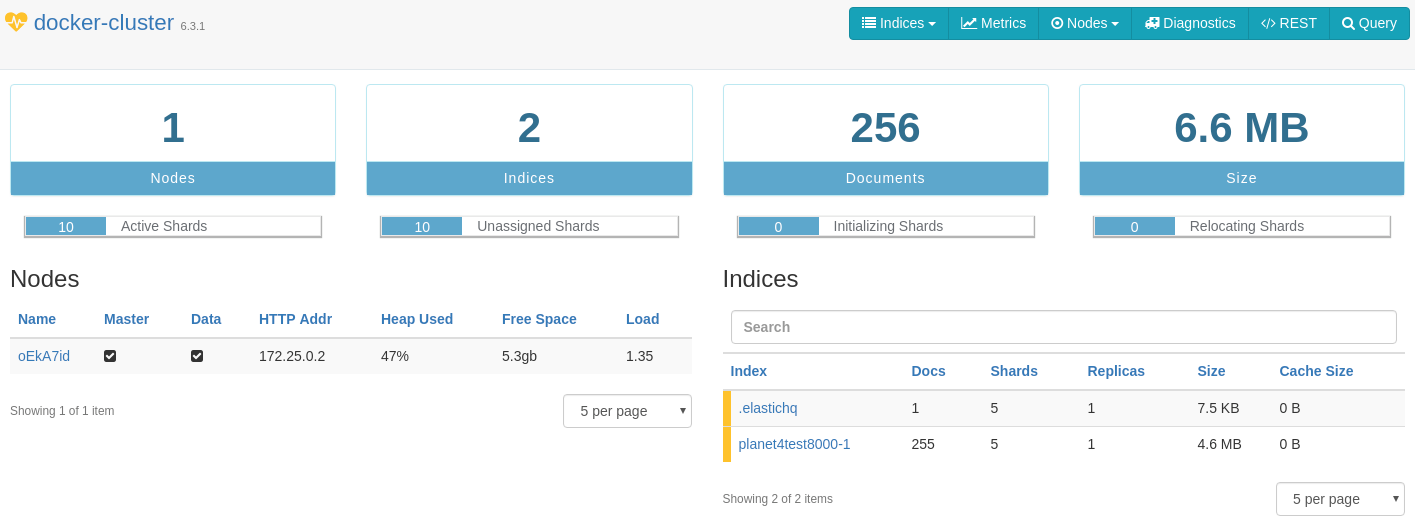 docker-cluster 6.3.1
Indices Metrics Nodes Diagnostics REST Query
1 2 256 6.6 MB
Nodes Indices Documents Size
10 Active Shards 10 Unassigned Shards 0 Initializing Shards 0 Relocating Shards
Nodes
Name Master Data HTTP Addr Heap Used Free Space Load
oEkA7id 172.25.0.2 47% 5.3gb 1.35
Showing 1 of 1 item 5 per page
Indices
Search
Index Docs Shards Replicas Size Cache Size
.elastichq 1 5 1 7.5 KB 0 B
planet4test8000-1 255 5 1 4.6 MB 0 B
Showing 2 of 2 items 5 per page